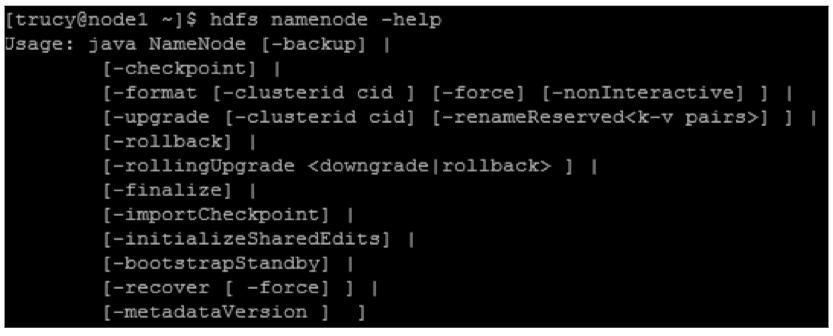 [trucy@node1 ~]$ hdfs namenode -help
Usage: java NameNode [-backup] |
[-checkpoint] |
[-format [-clusterid cid ] [-force] [-nonInteractive] ] |
[-upgrade [-clusterid cid] [-renameReserved<k-v pairs>] ] |
[-rollback] |
[-rollingUpgrade <downgrade|rollback> ] |
[-finalize] |
[-importCheckpoint] |
[-initializeSharedEdits] |
[-bootstrapStandby] |
[-recover [ -force] ] |
[-metadataVersion ]  ]